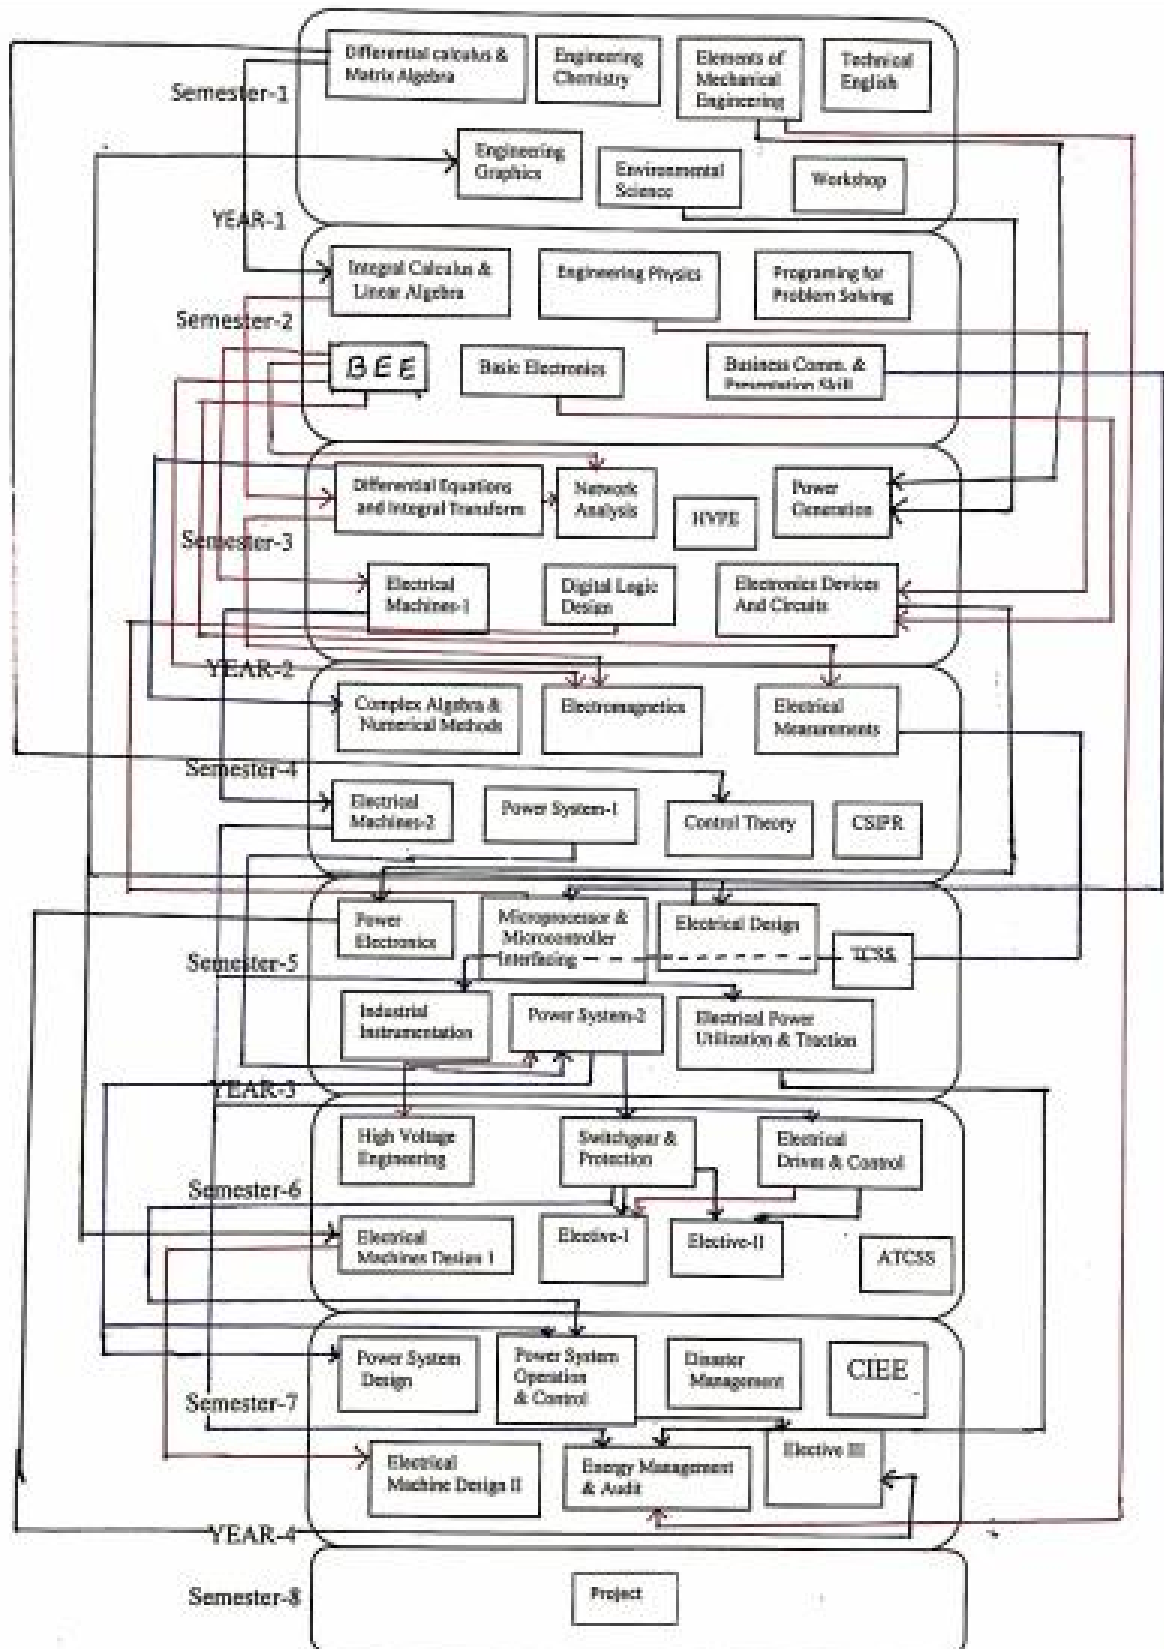 Differential calculus &
Matrix Algebra
Engineering
Chemistry
Elements of
Mechanical
Engineering
Technical
English
Semester-1
Engineering
Graphics
Environmental
Science
Workshop
YEAR-1
Integral Calculus &
Linear Algebra
Engineering Physics
Programing for
Problem Solving
Semester-2
BEE
Basic Electronics
Business Comm. &
Presentation Skill
Differential Equations
and Integral Transform
Network
Analysis
HVPE
Power
Generation
Semester-3
Electrical
Machines-1
Digital Logic
Design
Electronics Devices
And Circuits
YEAR-2
Complex Algebra &
Numerical Methods
Electromagnetics
Electrical
Measurements
Semester-4
Electrical
Machines-2
Power System-1
Control Theory
CSIPR
Power
Electronics
Microprocessor &
Microcontroller
Interfacing
Electrical Design
TCSS
Semester-5
Industrial
Instrumentation
Power System-2
Electrical Power
Utilization & Traction
YEAR-3
High Voltage
Engineering
Switchgear &
Protection
Electrical
Drives & Control
Semester-6
Electrical
Machines Design I
Elective-I
Elective-II
ATCSS
Power System
Design
Power System
Operation
& Control
Disaster
Management
CIEE
Semester-7
Electrical
Machine Design II
Energy Management
& Audit
Elective III
YEAR-4
Semester-8
Project